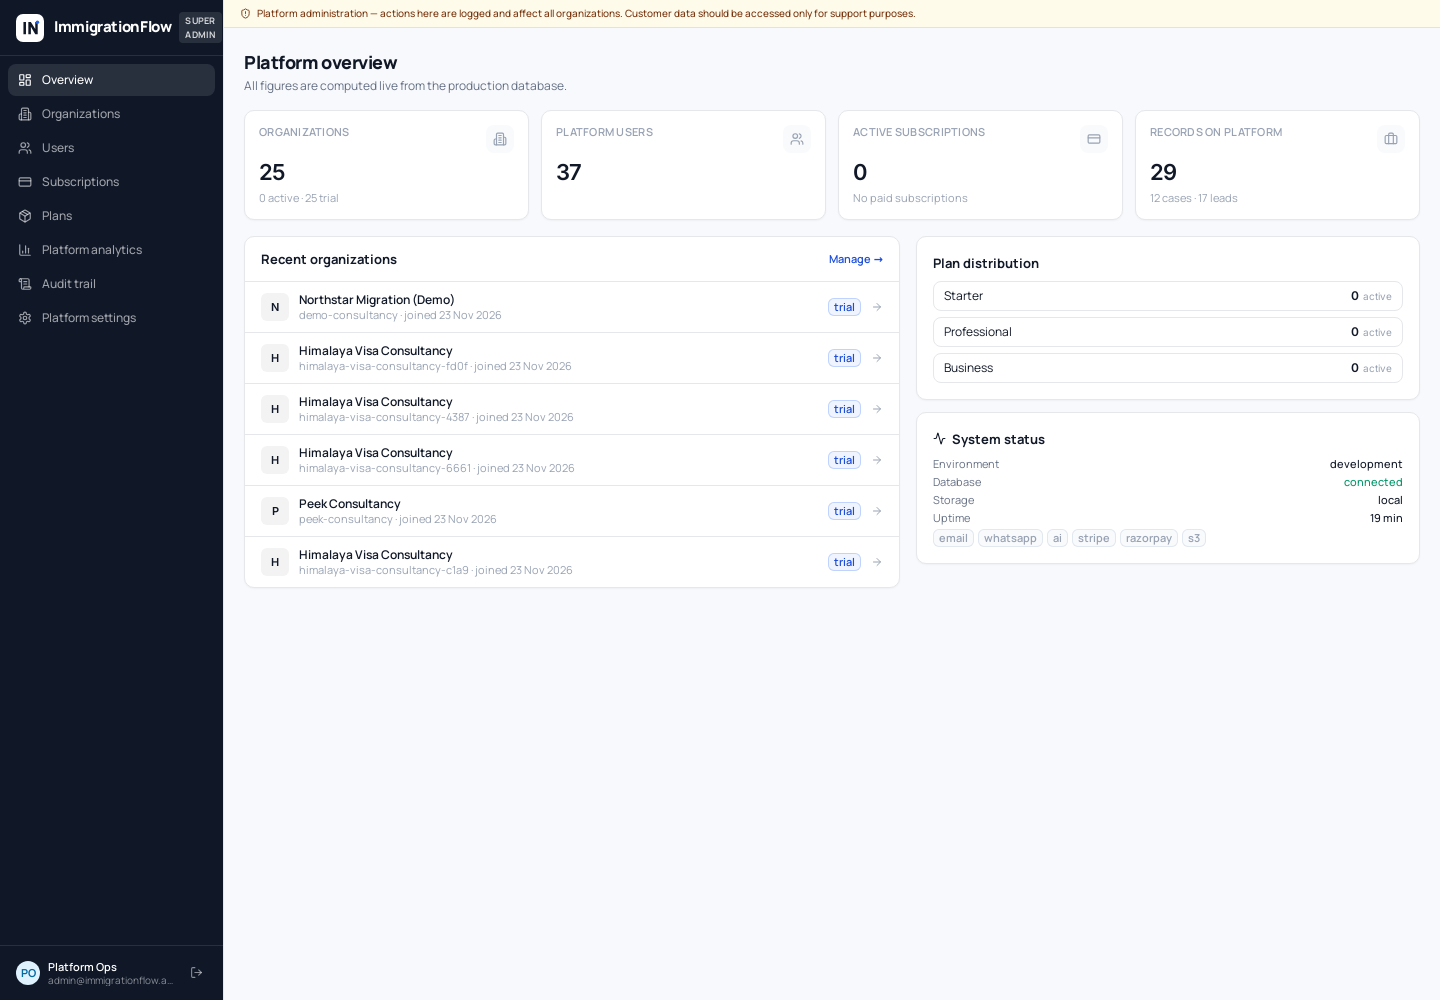 IN
ImmigrationFlow
SUPER
ADMIN
Overview
Organizations
Users
Subscriptions
Plans
Platform analytics
Audit trail
Platform settings
PO
Platform Ops
admin@immigrationflow.a...
Platform administration — actions here are logged and affect all organizations. Customer data should be accessed only for support purposes.
Platform overview
All figures are computed live from the production database.
ORGANIZATIONS
25
0 active · 25 trial
PLATFORM USERS
37
ACTIVE SUBSCRIPTIONS
0
No paid subscriptions
RECORDS ON PLATFORM
29
12 cases · 17 leads
Recent organizations
Manage →
N
Northstar Migration (Demo)
demo-consultancy · joined 23 Nov 2026
trial
H
Himalaya Visa Consultancy
himalaya-visa-consultancy-fd0f · joined 23 Nov 2026
trial
H
Himalaya Visa Consultancy
himalaya-visa-consultancy-4387 · joined 23 Nov 2026
trial
H
Himalaya Visa Consultancy
himalaya-visa-consultancy-6661 · joined 23 Nov 2026
trial
P
Peek Consultancy
peek-consultancy · joined 23 Nov 2026
trial
H
Himalaya Visa Consultancy
himalaya-visa-consultancy-c1a9 · joined 23 Nov 2026
trial
Plan distribution
Starter 0 active
Professional 0 active
Business 0 active
System status
Environment development
Database connected
Storage local
Uptime 19 min
email whatsapp ai stripe razorpay s3